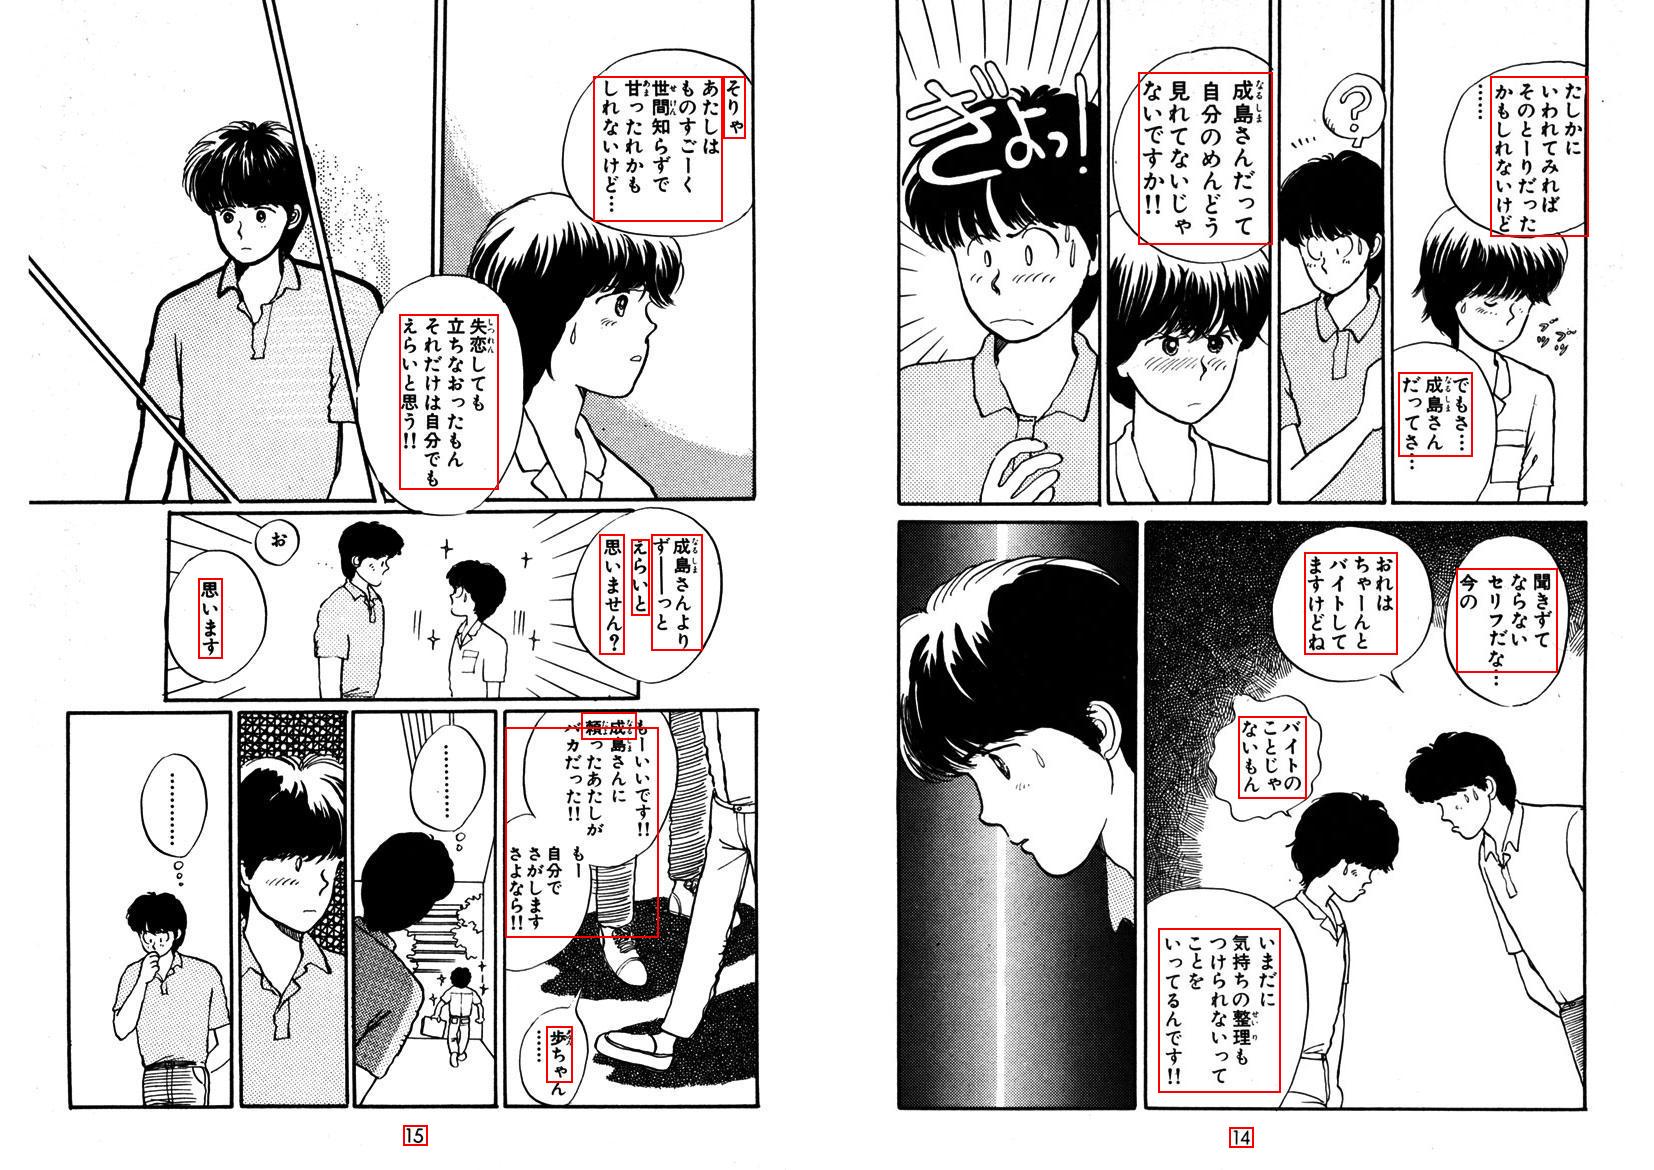 たしかに
いわれてみれば
そのとーりだった
かもしれないけど
……
ブツブツ
でもさ…
成島さん
だってさ…
?
成島さんだって
自分のめんどう
見れてないじゃ
ないですか!!
ぎょっ!
聞きずて
ならない
セリフだな…
今の
おれは
ちゃーんと
バイトして
ますけどね
バイトの
ことじゃ
ないもん
いまだに
気持ちの整理も
つけられないって
ことを
いってるんです!!
14
そりゃ
あたしは
ものすごーく
世間知らずで
甘ったれかも
しれないけど…
失恋しても
立ちなおったもん
それだけは自分でも
えらいと思う!!
成島さんより
ずーーっと
えらいと
思いません?
お
思います
もーいいです!!
成島さんに
頼ったあたしが
バカだった!!
もー
自分で
さがします
さよなら!!
歩ちゃん
……
…………
…………
15